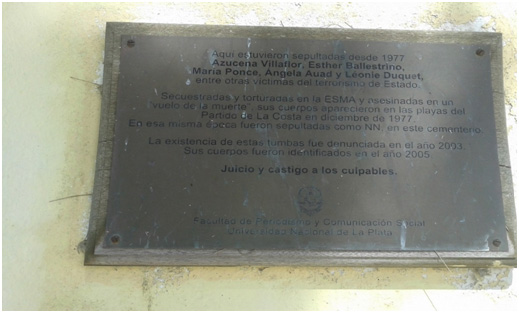 Aquí estuvieron sepultadas desde 1977
Azucena Villaflor, Esther Ballestrino,
María Ponce, Angela Auad y Léonie Duquet,
entre otras víctimas del terrorismo de Estado.
Secuestradas y torturadas en la ESMA y asesinadas en un
"vuelo de la muerte", sus cuerpos aparecieron en las playas del
Partido de La Costa en diciembre de 1977.
En esa misma época fueron sepultadas como NN, en este cementerio.
La existencia de estas tumbas fue denunciada en el año 2003.
Sus cuerpos fueron identificados en el año 2005.
Juicio y castigo a los culpables.
Facultad de Periodismo y Comunicación Social
Universidad Nacional de La Plata